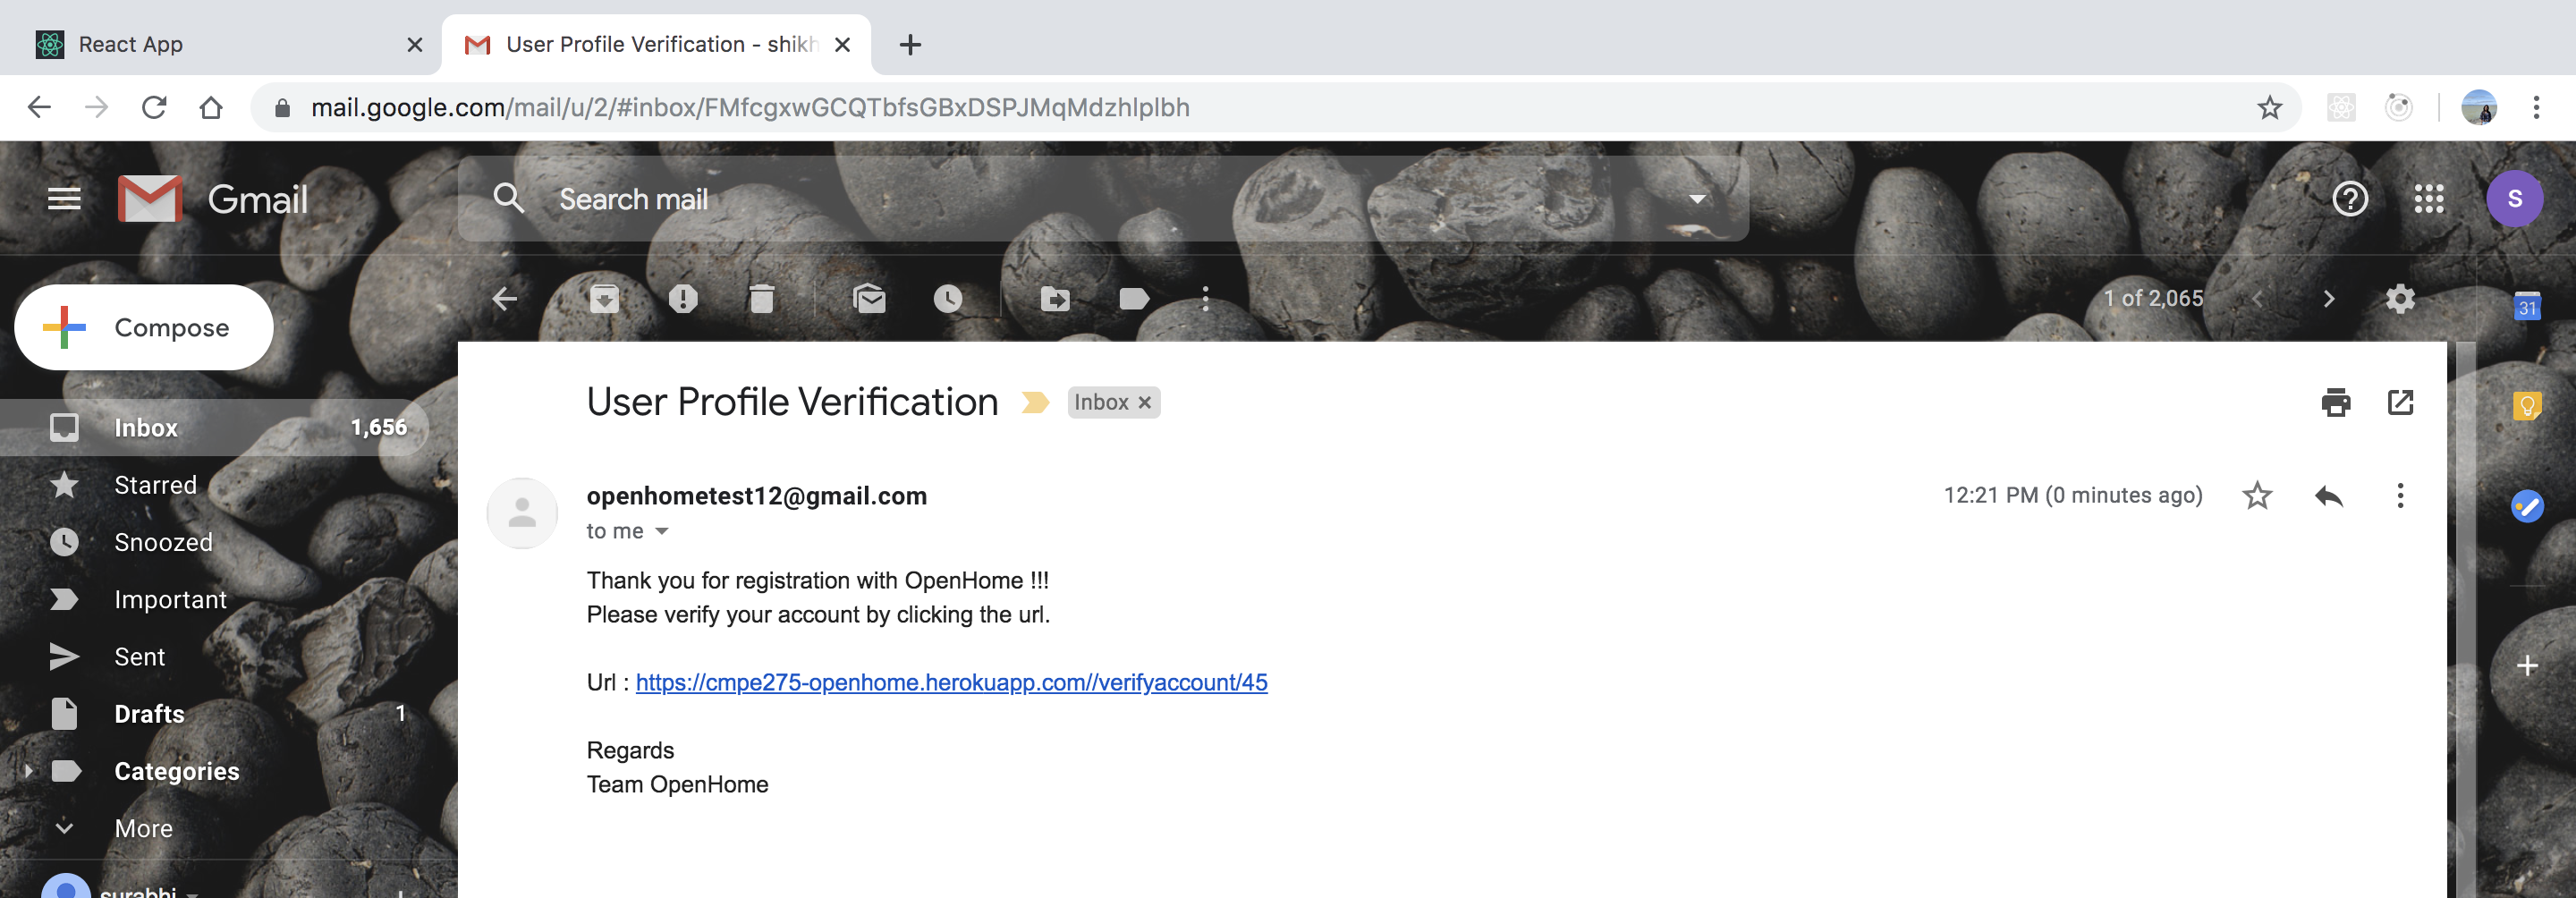 React App
User Profile Verification - shikh
mail.google.com/mail/u/2/#inbox/FMfcgxwGCQTbfsGBxDSPJMqMdzhlplbh
Gmail
Search mail
S
Compose
1 of 2,065
31
User Profile Verification
Inbox
Inbox 1,656
Starred
openhometest12@gmail.com
12:21 PM (0 minutes ago)
to me
Snoozed
Thank you for registration with OpenHome !!!
Important
Please verify your account by clicking the url.
Sent
Url : https://cmpe275-openhome.herokuapp.com//verifyaccount/45
Drafts 1
Regards
Categories
Team OpenHome
More
surabhi